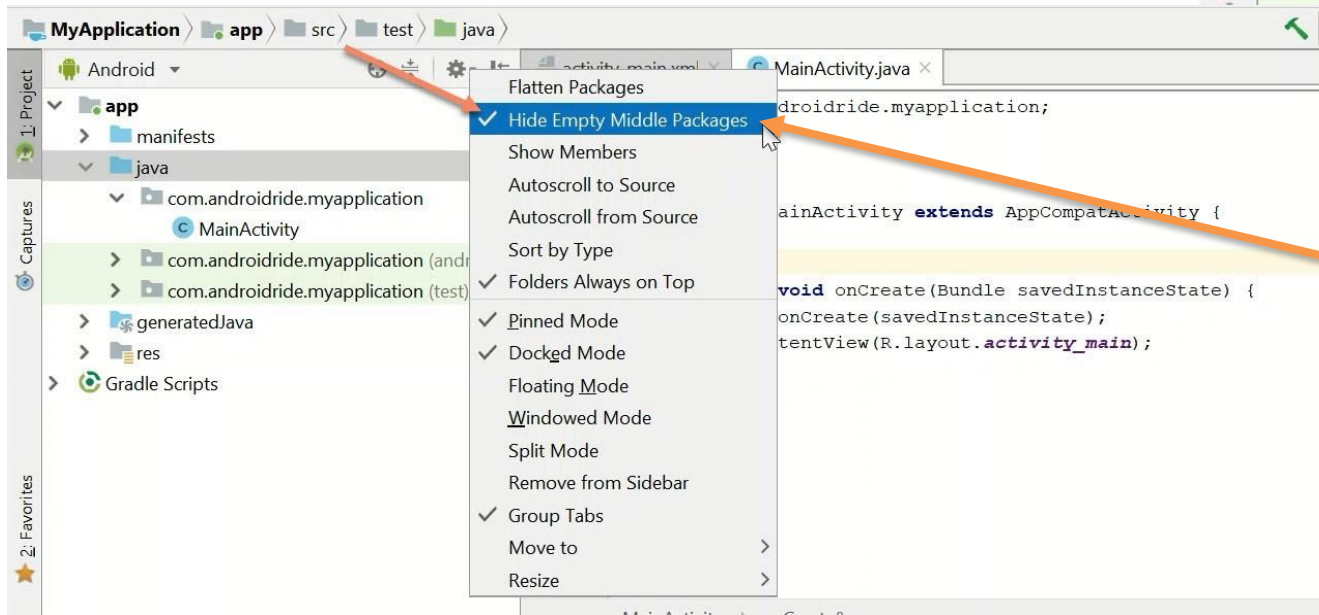 MyApplication app src test java
Android
activity_main.xml MainActivity.java
1: Project
Captures
2: Favorites
app
manifests
java
com.androidride.myapplication
MainActivity
com.androidride.myapplication (andr
com.androidride.myapplication (test)
generatedJava
res
Gradle Scripts
Flatten Packages
Hide Empty Middle Packages
Show Members
Autoscroll to Source
Autoscroll from Source
Sort by Type
Folders Always on Top
Pinned Mode
Docked Mode
Floating Mode
Windowed Mode
Split Mode
Remove from Sidebar
Group Tabs
Move to
Resize
droidride.myapplication;
ainActivity extends AppCompatActivity {
void onCreate(Bundle savedInstanceState) {
onCreate(savedInstanceState);
tentView(R.layout.activity_main);